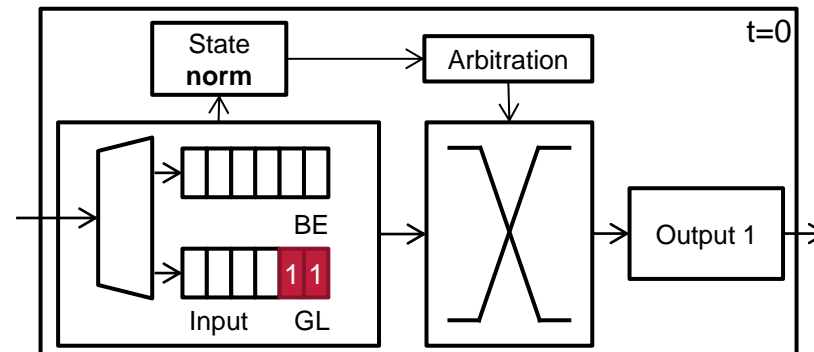 t=0
State
norm
Arbitration
BE
1 1
Input
GL
Output 1